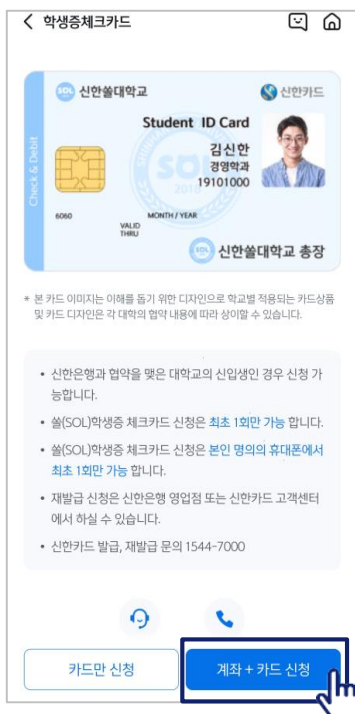 학생증체크카드
SOL 신한쏠대학교
신한카드
Student ID Card
김신한
경영학과
19101000
Check & Debit
6060
MONTH / YEAR
VALID
THRU
신한쏠대학교 총장
* 본 카드 이미지는 이해를 돕기 위한 디자인으로 학교별 적용되는 카드상품
및 카드 디자인은 각 대학의 협약 내용에 따라 상이할 수 있습니다.
• 신한은행과 협약을 맺은 대학교의 신입생인 경우 신청 가
능합니다.
• 쏠(SOL)학생증 체크카드 신청은 최초 1회만 가능 합니다.
• 쏠(SOL)학생증 체크카드 신청은 본인 명의의 휴대폰에서
최초 1회만 가능 합니다.
• 재발급 신청은 신한은행 영업점 또는 신한카드 고객센터
에서 하실 수 있습니다.
• 신한카드 발급, 재발급 문의 1544-7000
카드만 신청
계좌 + 카드 신청